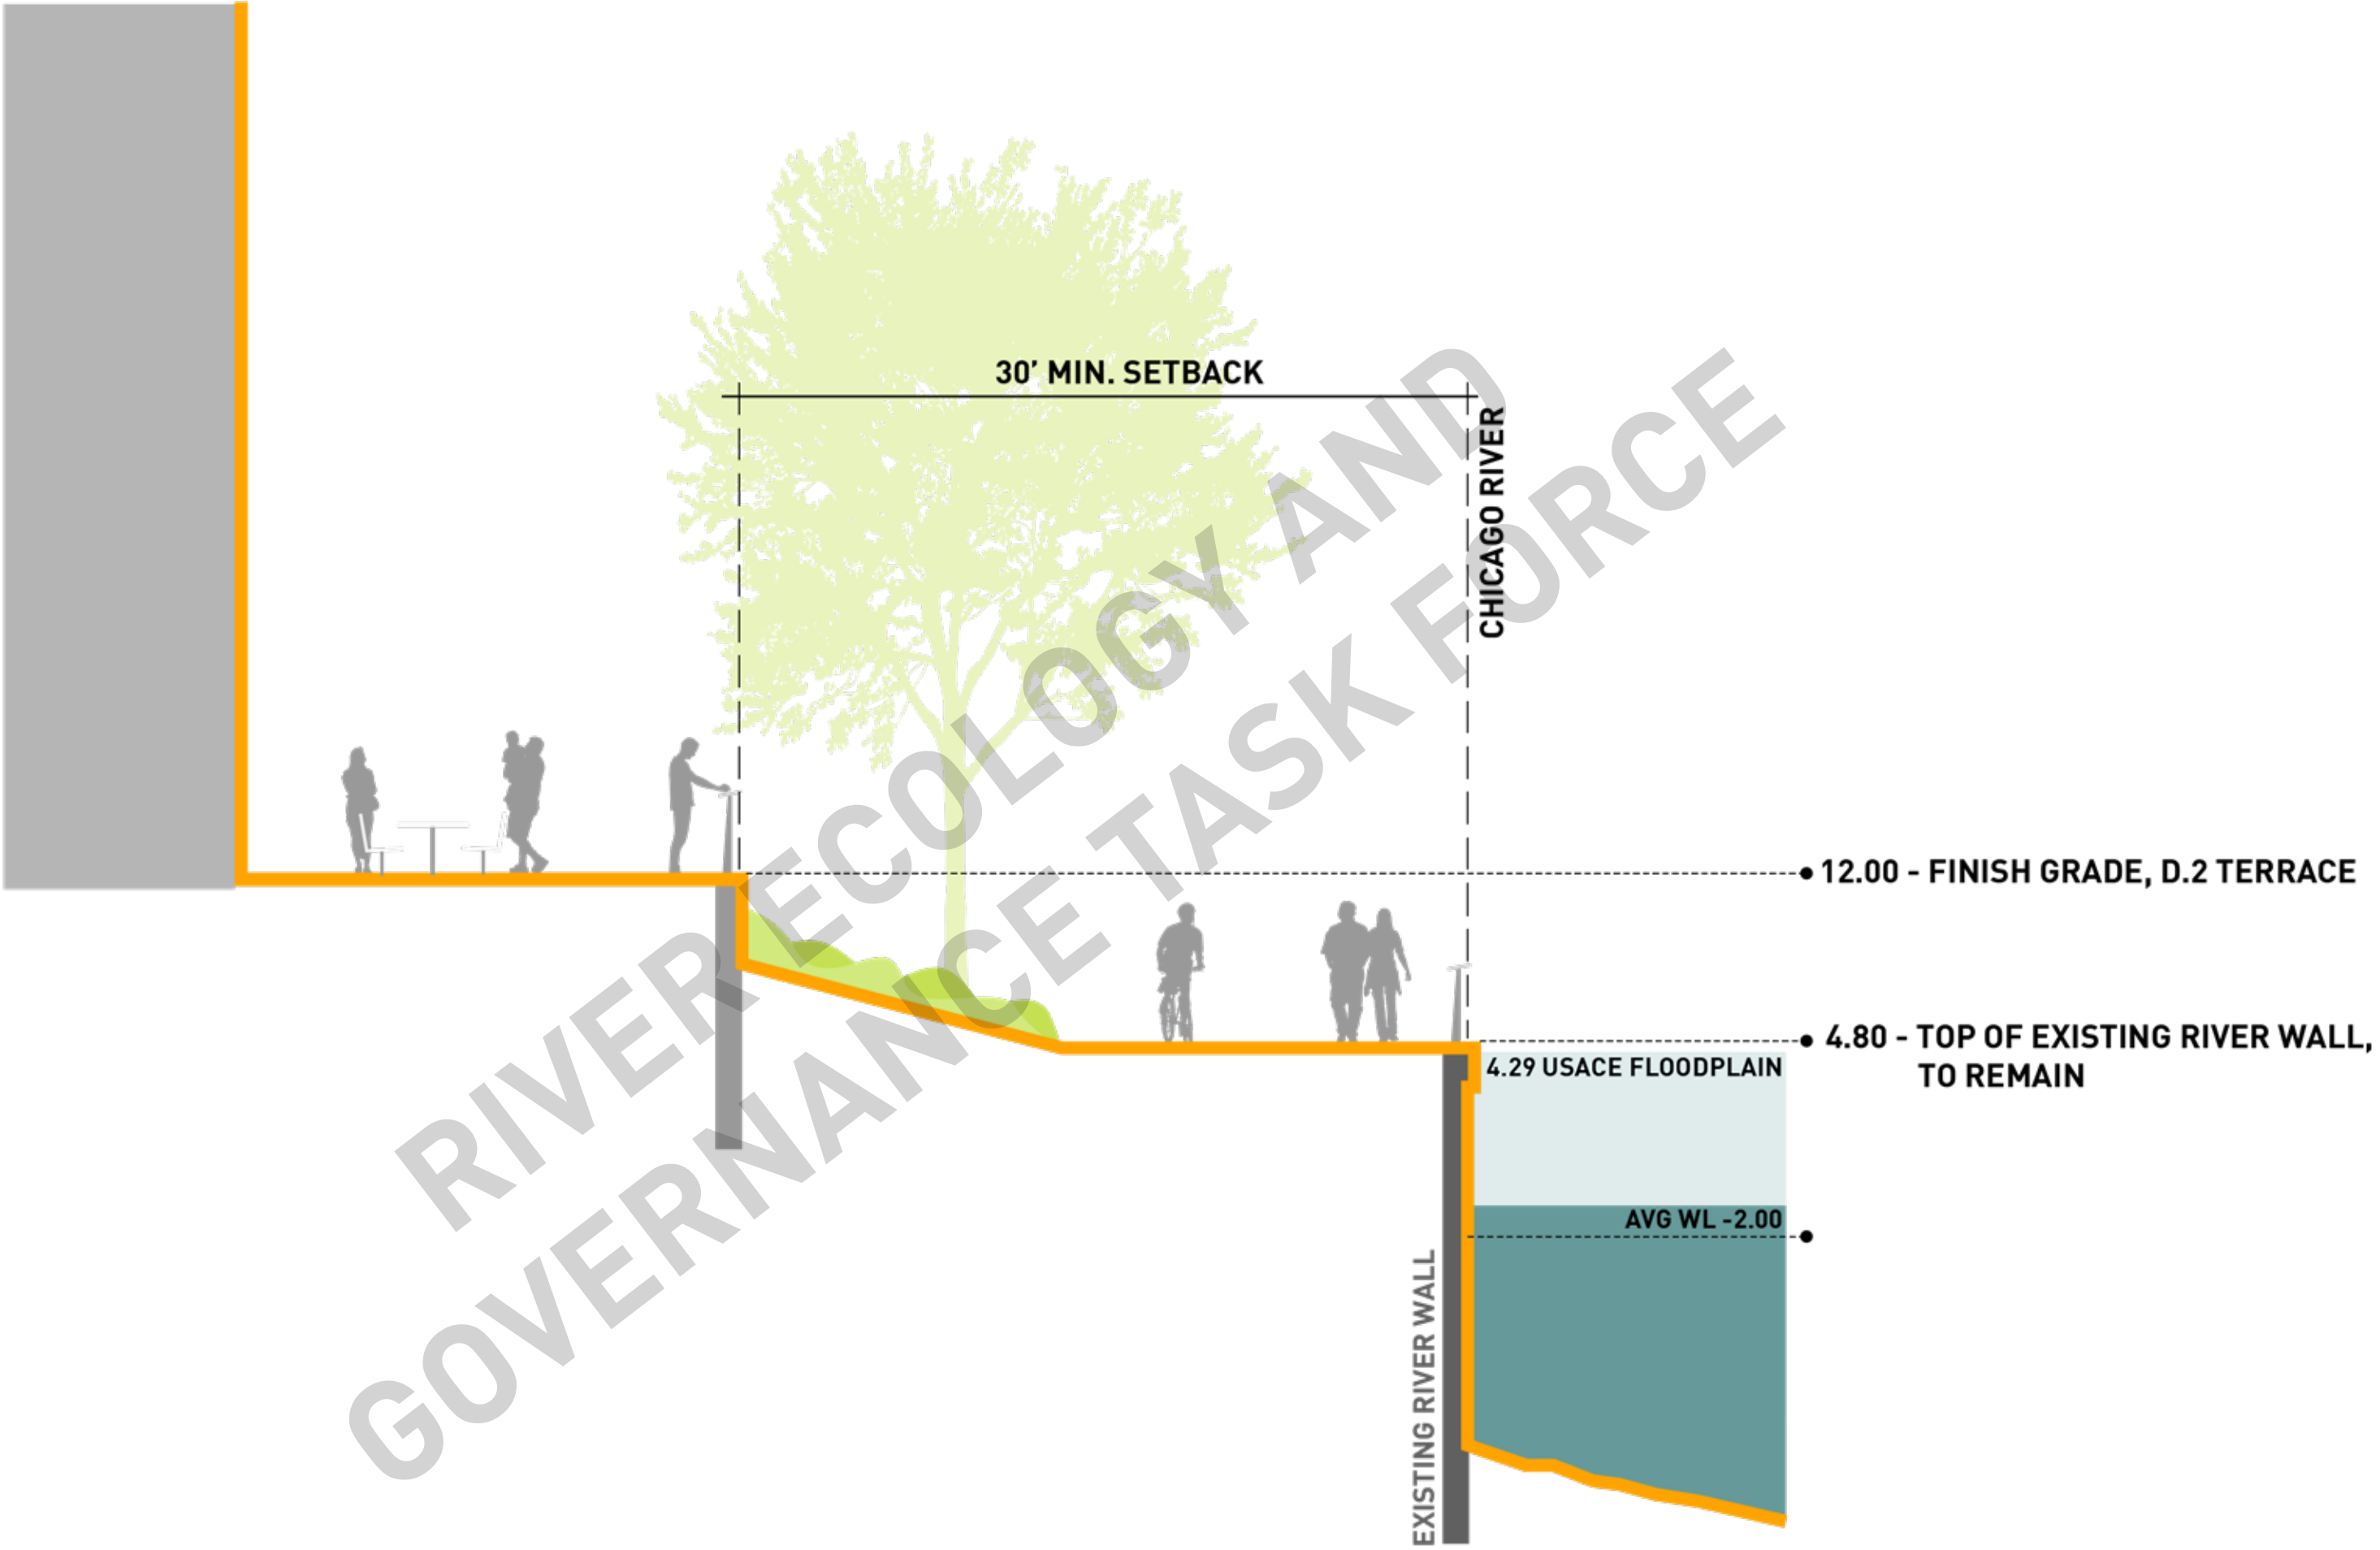 30’ MIN. SETBACK
CHICAGO RIVER
RIVER ECOLOGY AND
GOVERNANCE TASK FORCE
12.00 - FINISH GRADE, D.2 TERRACE
4.80 - TOP OF EXISTING RIVER WALL,
TO REMAIN
4.29 USACE FLOODPLAIN
AVG WL -2.00
EXISTING RIVER WALL